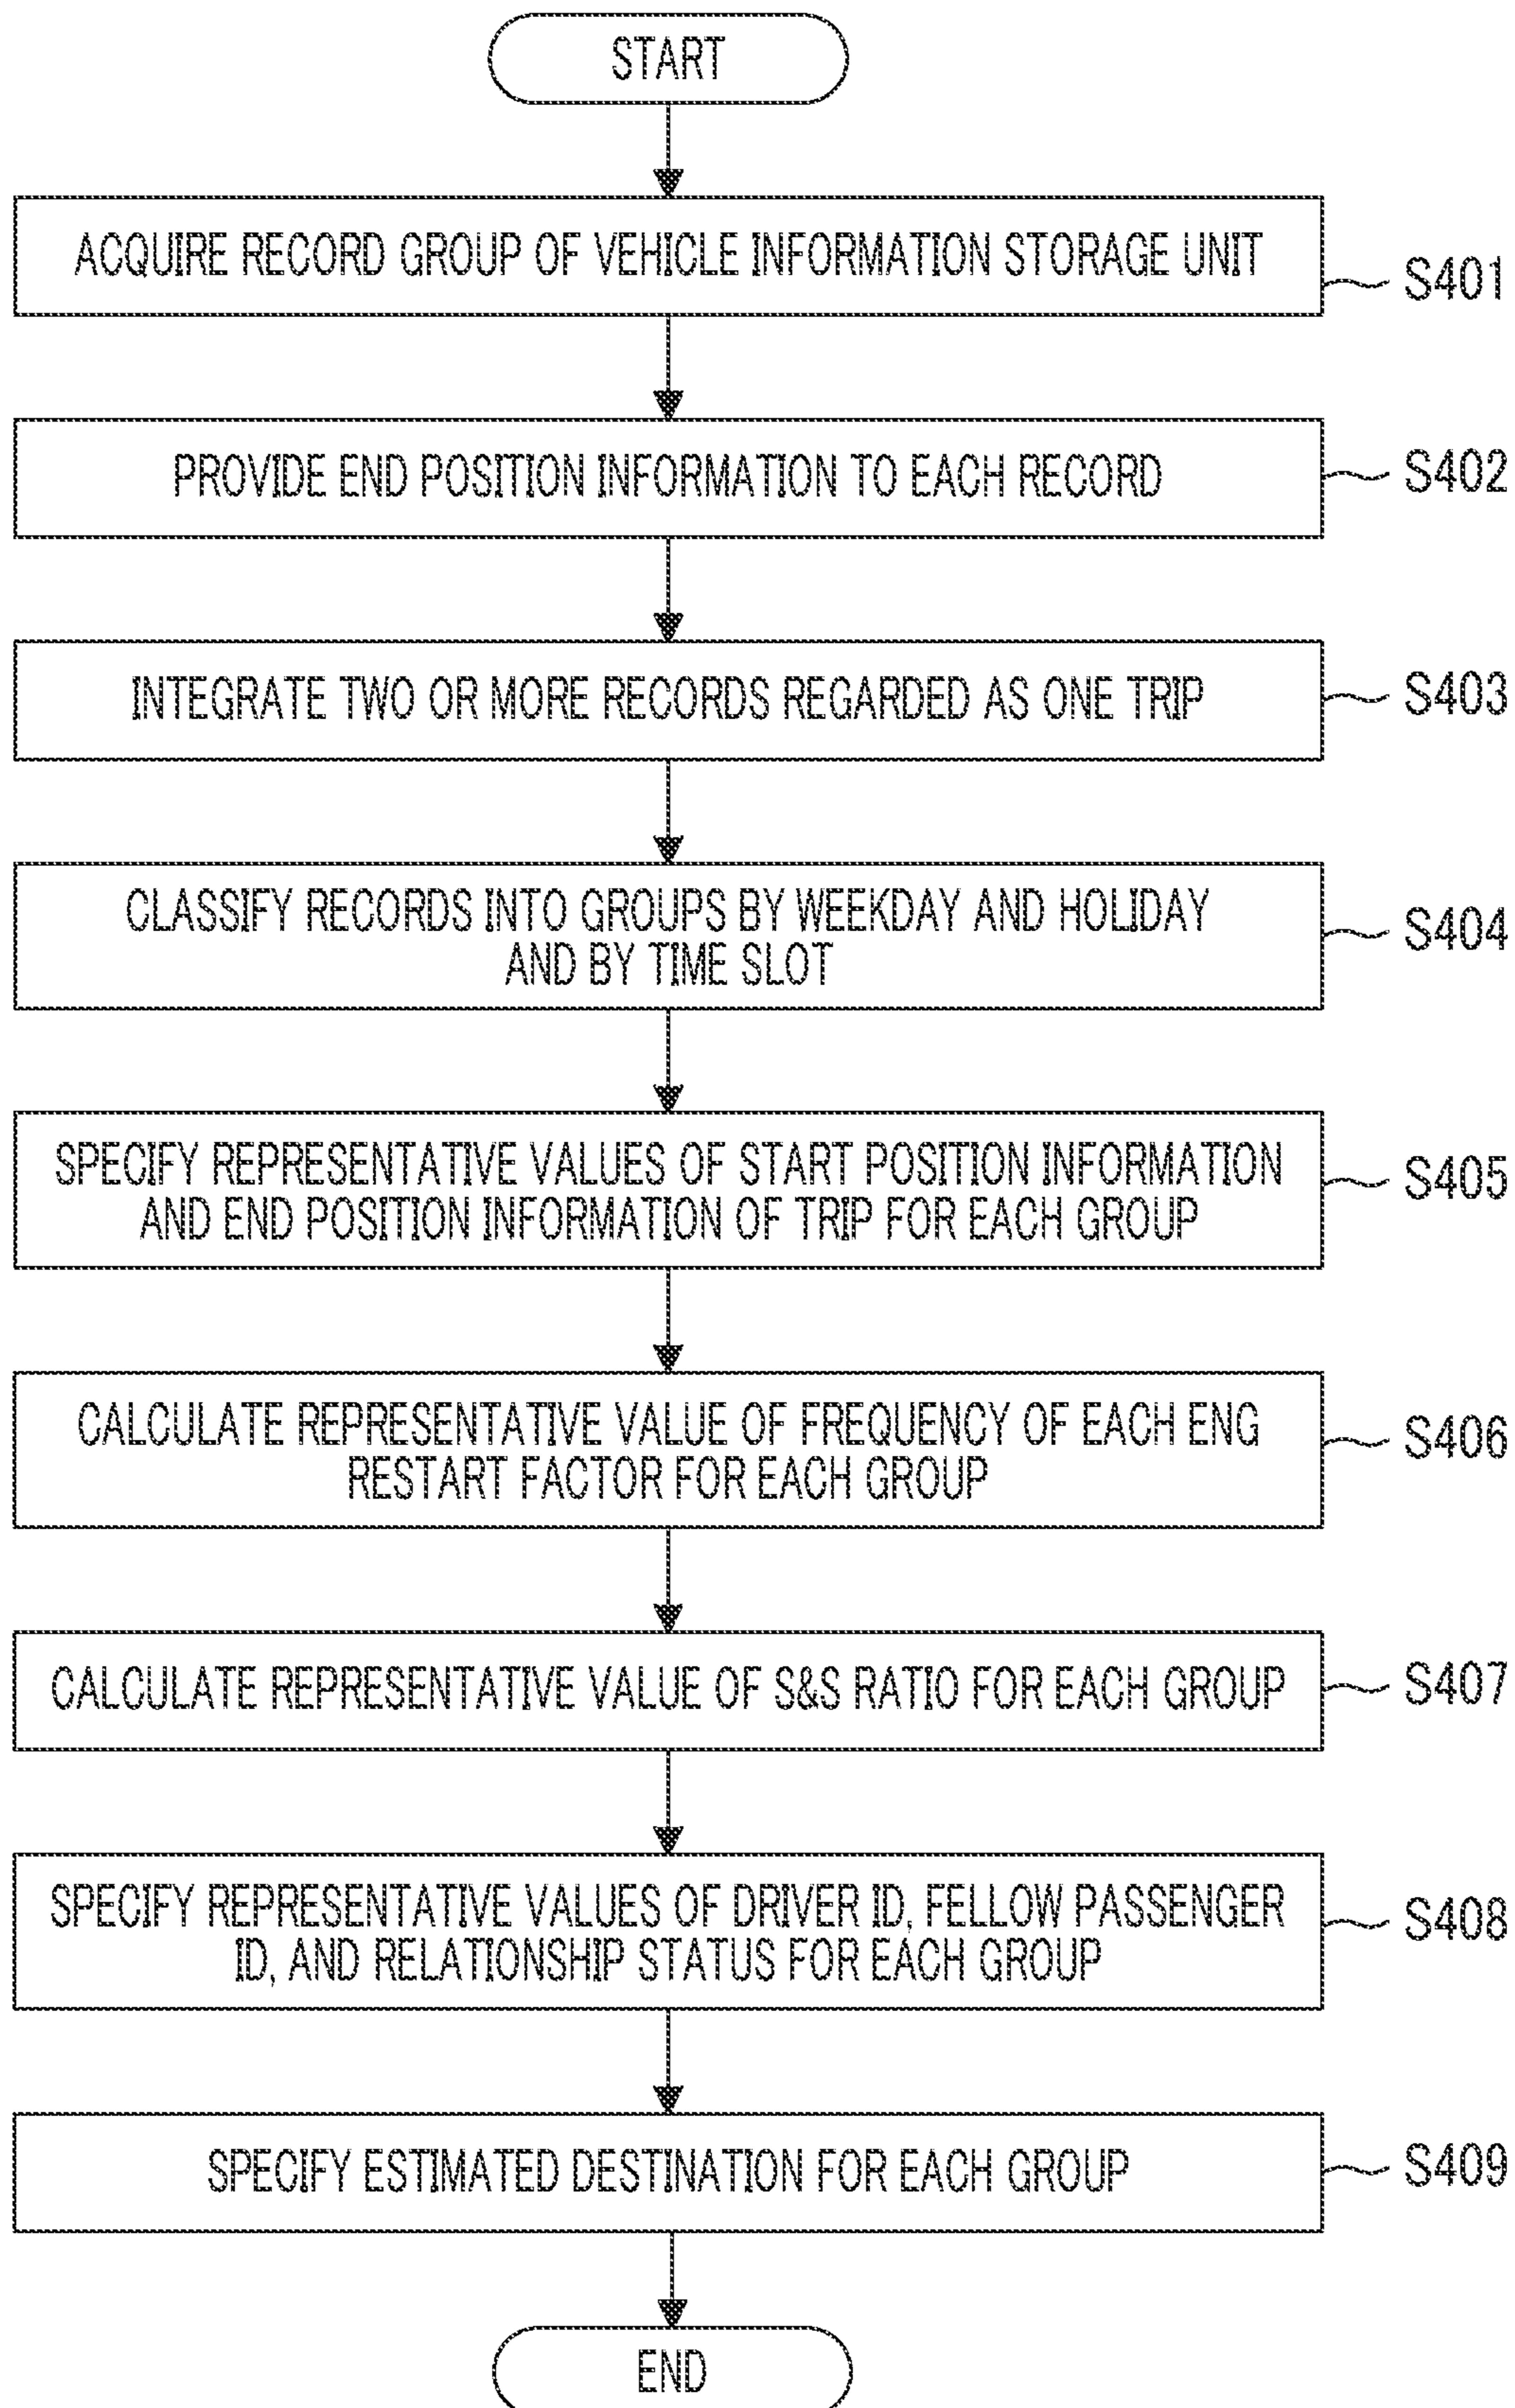 START
ACQUIRE RECORD GROUP OF VEHICLE INFORMATION STORAGE UNIT
S401
PROVIDE END POSITION INFORMATION TO EACH RECORD
S402
INTEGRATE TWO OR MORE RECORDS REGARDED AS ONE TRIP
S403
CLASSIFY RECORDS INTO GROUPS BY WEEKDAY AND HOLIDAY
AND BY TIME SLOT
S404
SPECIFY REPRESENTATIVE VALUES OF START POSITION INFORMATION
AND END POSITION INFORMATION OF TRIP FOR EACH GROUP
S405
CALCULATE REPRESENTATIVE VALUE OF FREQUENCY OF EACH ENG
RESTART FACTOR FOR EACH GROUP
S406
CALCULATE REPRESENTATIVE VALUE OF S&S RATIO FOR EACH GROUP
S407
SPECIFY REPRESENTATIVE VALUES OF DRIVER ID, FELLOW PASSENGER
ID, AND RELATIONSHIP STATUS FOR EACH GROUP
S408
SPECIFY ESTIMATED DESTINATION FOR EACH GROUP
S409
END